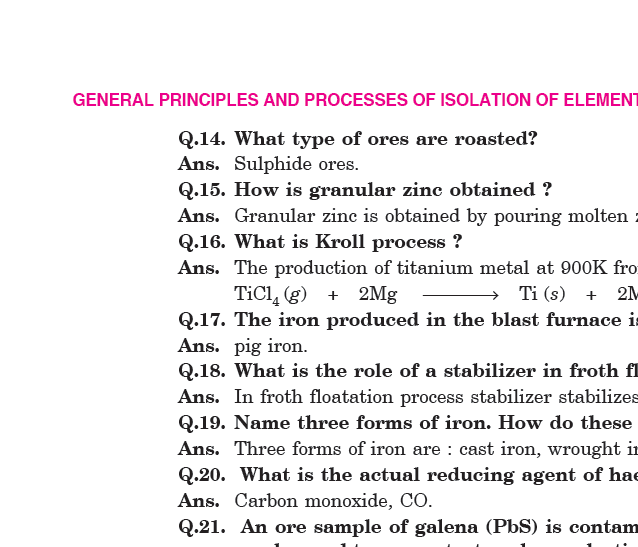 GENERAL PRINCIPLES AND PROCESSES OF ISOLATION OF ELEMENT
Q.14. What type of ores are roasted?
Ans. Sulphide ores.
Q.15. How is granular zinc obtained ?
Ans. Granular zinc is obtained by pouring molten
Q.16. What is Kroll process ?
Ans. The production of titanium metal at 900K fro
TiCl₄ (g) + 2Mg ⟶ Ti (s) + 2M
Q.17. The iron produced in the blast furnace is
Ans. pig iron.
Q.18. What is the role of a stabilizer in froth fl
Ans. In froth floatation process stabilizer stabilizes
Q.19. Name three forms of iron. How do these
Ans. Three forms of iron are : cast iron, wrought ir
Q.20. What is the actual reducing agent of hae
Ans. Carbon monoxide, CO.
Q.21. An ore sample of galena (PbS) is contam